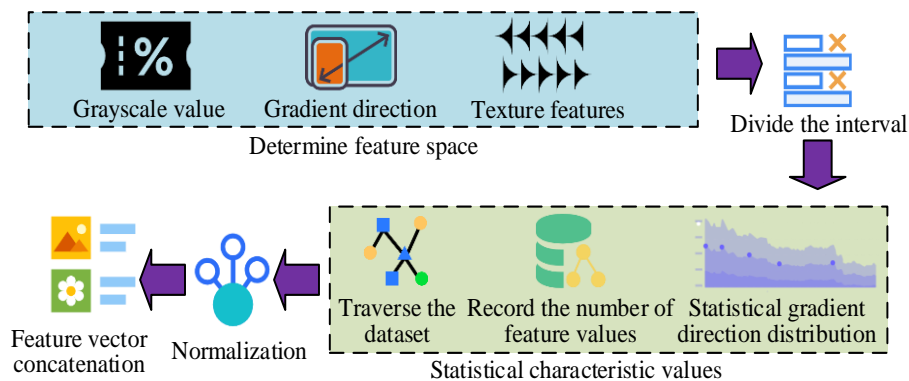 %
Grayscale value
Gradient direction
Texture features
Determine feature space
Divide the interval
Traverse the
dataset
Record the number of
feature values
Statistical gradient
direction distribution
Statistical characteristic values
Normalization
Feature vector
concatenation